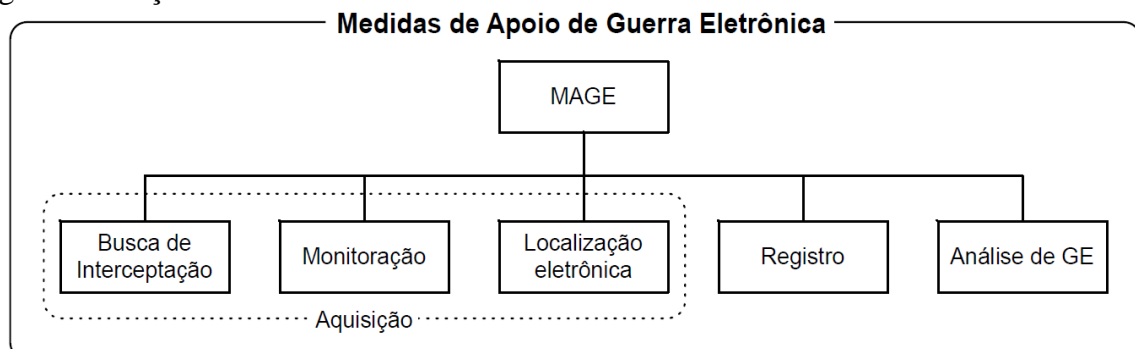 Medidas de Apoio de Guerra Eletrônica
MAGE
Busca de
Interceptação
Monitoração
Localização
eletrônica
Registro
Análise de GE
Aquisição